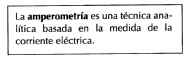 La amperometría es una técnica ana-
lítica basada en la medida de la
corriente eléctrica.